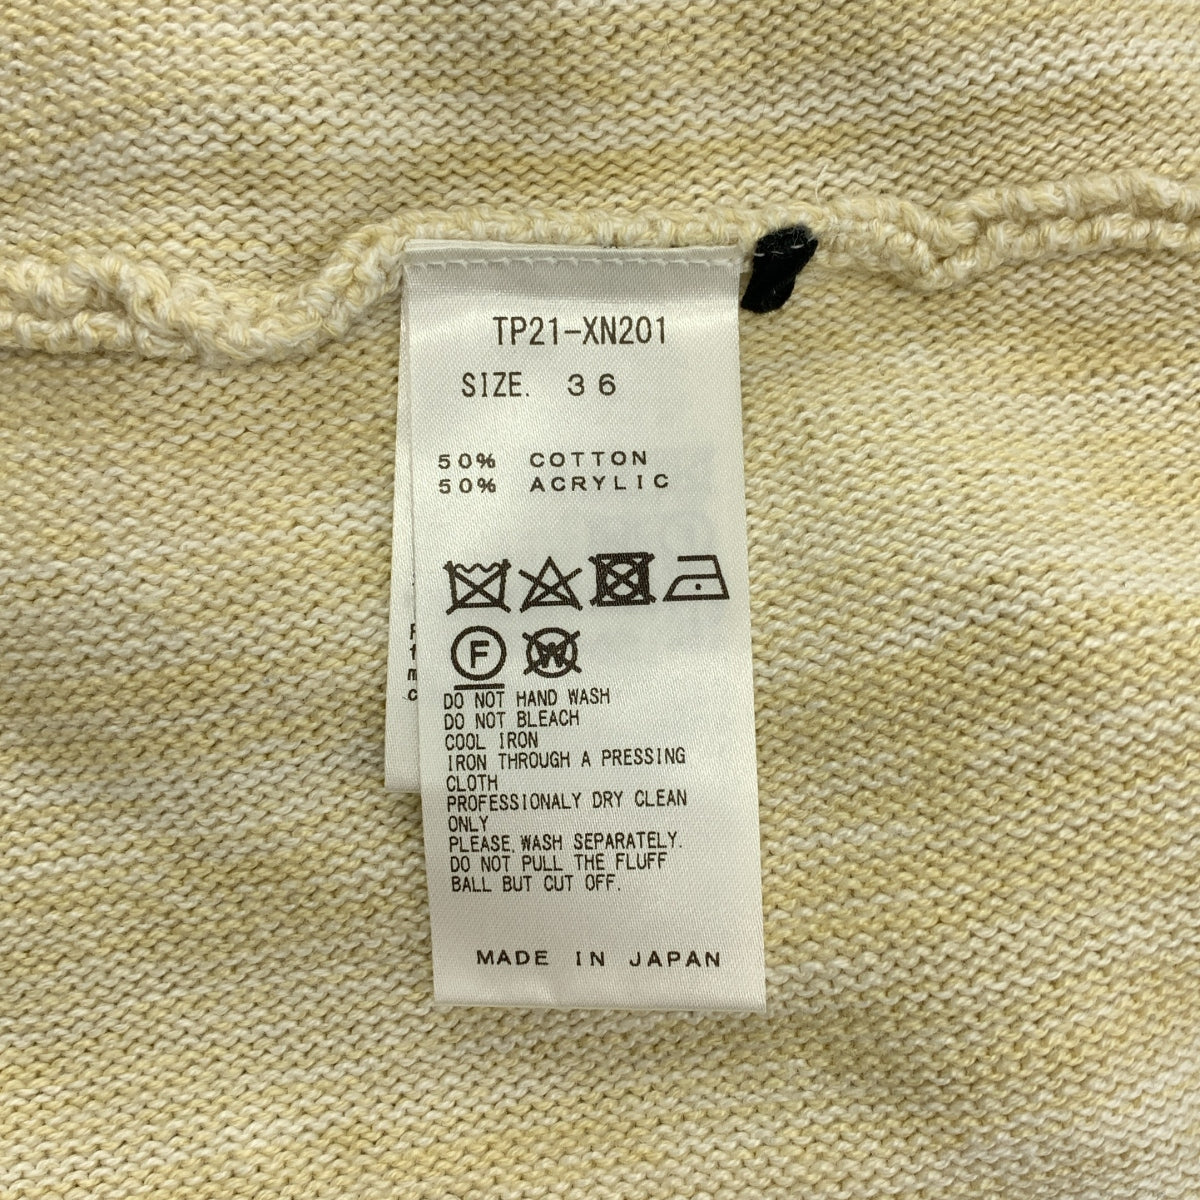 TP21-XN201
SIZE. 36
50% COTTON
50% ACRYLIC
F W
DO NOT HAND WASH
DO NOT BLEACH
COOL IRON
IRON THROUGH A PRESSING
CLOTH
PROFESSIONALY DRY CLEAN
ONLY
PLEASE.WASH SEPARATELY.
DO NOT PULL THE FLUFF
BALL BUT CUT OFF.
MADE IN JAPAN